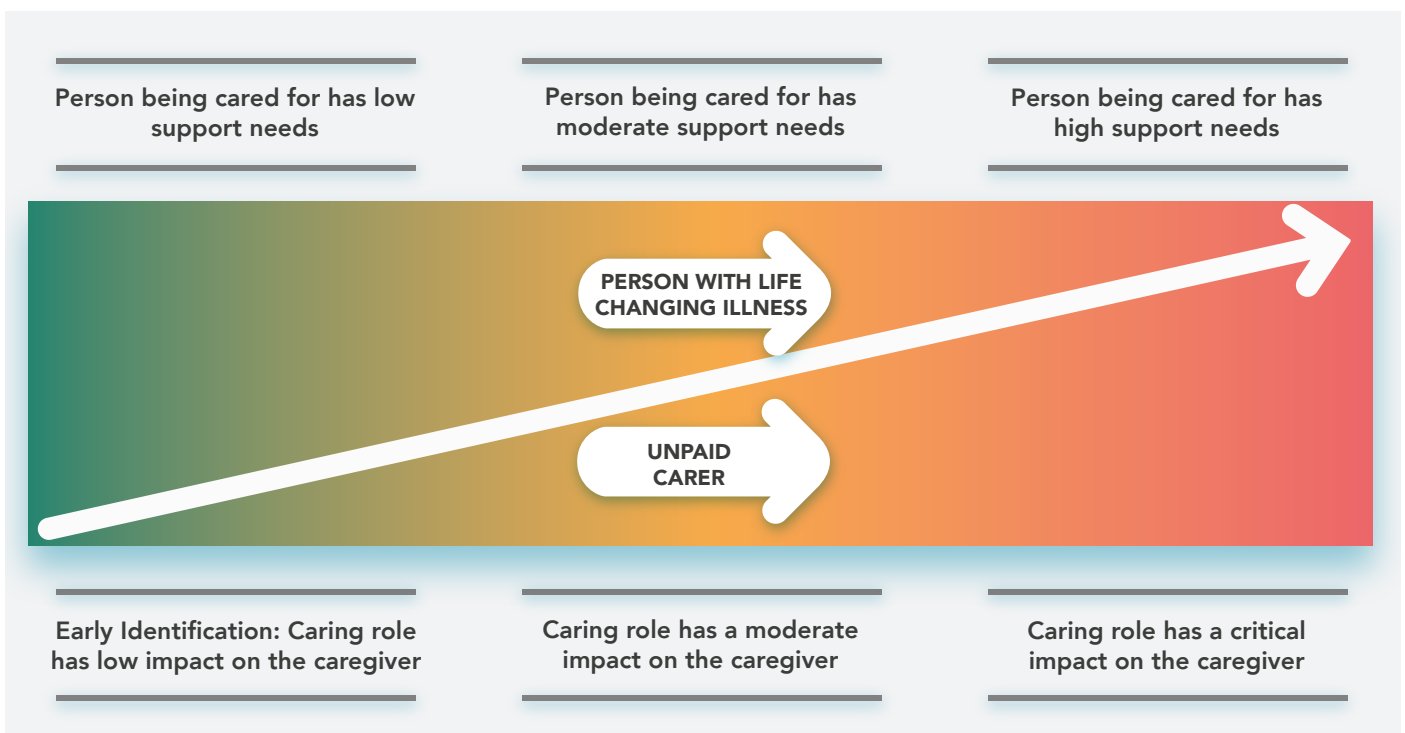 Person being cared for has low
support needs
Person being cared for has
moderate support needs
Person being cared for has
high support needs
PERSON WITH LIFE
CHANGING ILLNESS
UNPAID
CARER
Early Identification: Caring role
has low impact on the caregiver
Caring role has a moderate
impact on the caregiver
Caring role has a critical
impact on the caregiver